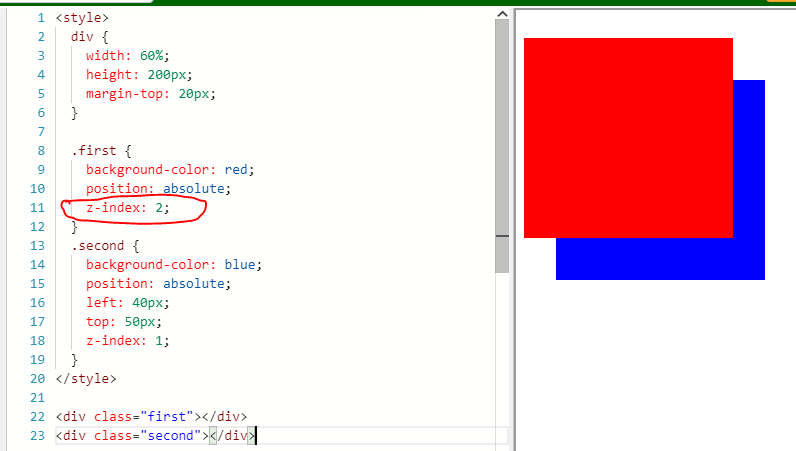 1 <style>
2 div {
3 width: 60%;
4 height: 200px;
5 margin-top: 20px;
6 }
7
8 .first {
9 background-color: red;
10 position: absolute;
11 z-index: 2;
12 }
13 .second {
14 background-color: blue;
15 position: absolute;
16 left: 40px;
17 top: 50px;
18 z-index: 1;
19 }
20 </style>
21
22 <div class="first"></div>
23 <div class="second"></div>